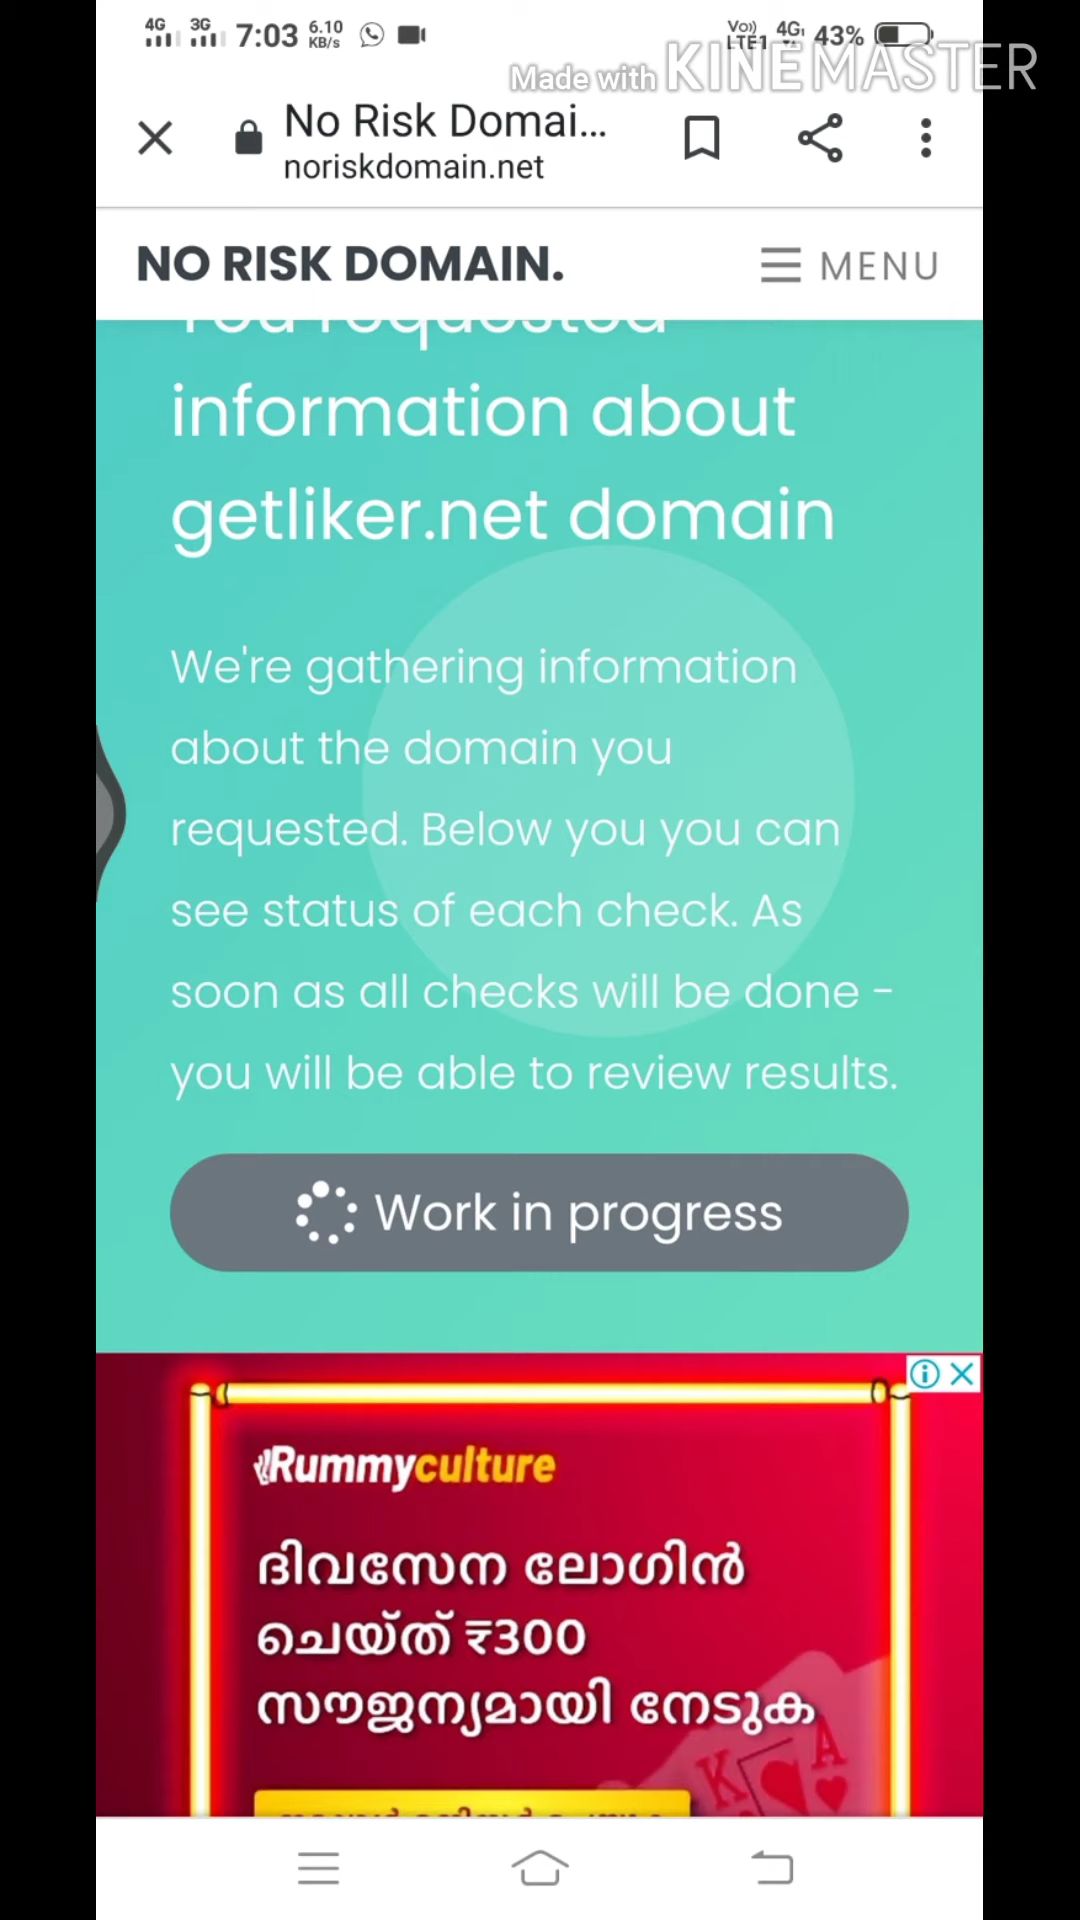 4G 3G 7:03 6.10 KB/s Vo)) LTE1 4G 43%
Made with KINEMASTER
No Risk Domai...
noriskdomain.net
NO RISK DOMAIN. MENU
You requested
information about
getliker.net domain
We're gathering information
about the domain you
requested. Below you you can
see status of each check. As
soon as all checks will be done -
you will be able to review results.
Work in progress
Rummyculture
ദിവസേന ലോഗിൻ
ചെയ്ത് ₹300
സൗജന്യമായി നേടുക
K A